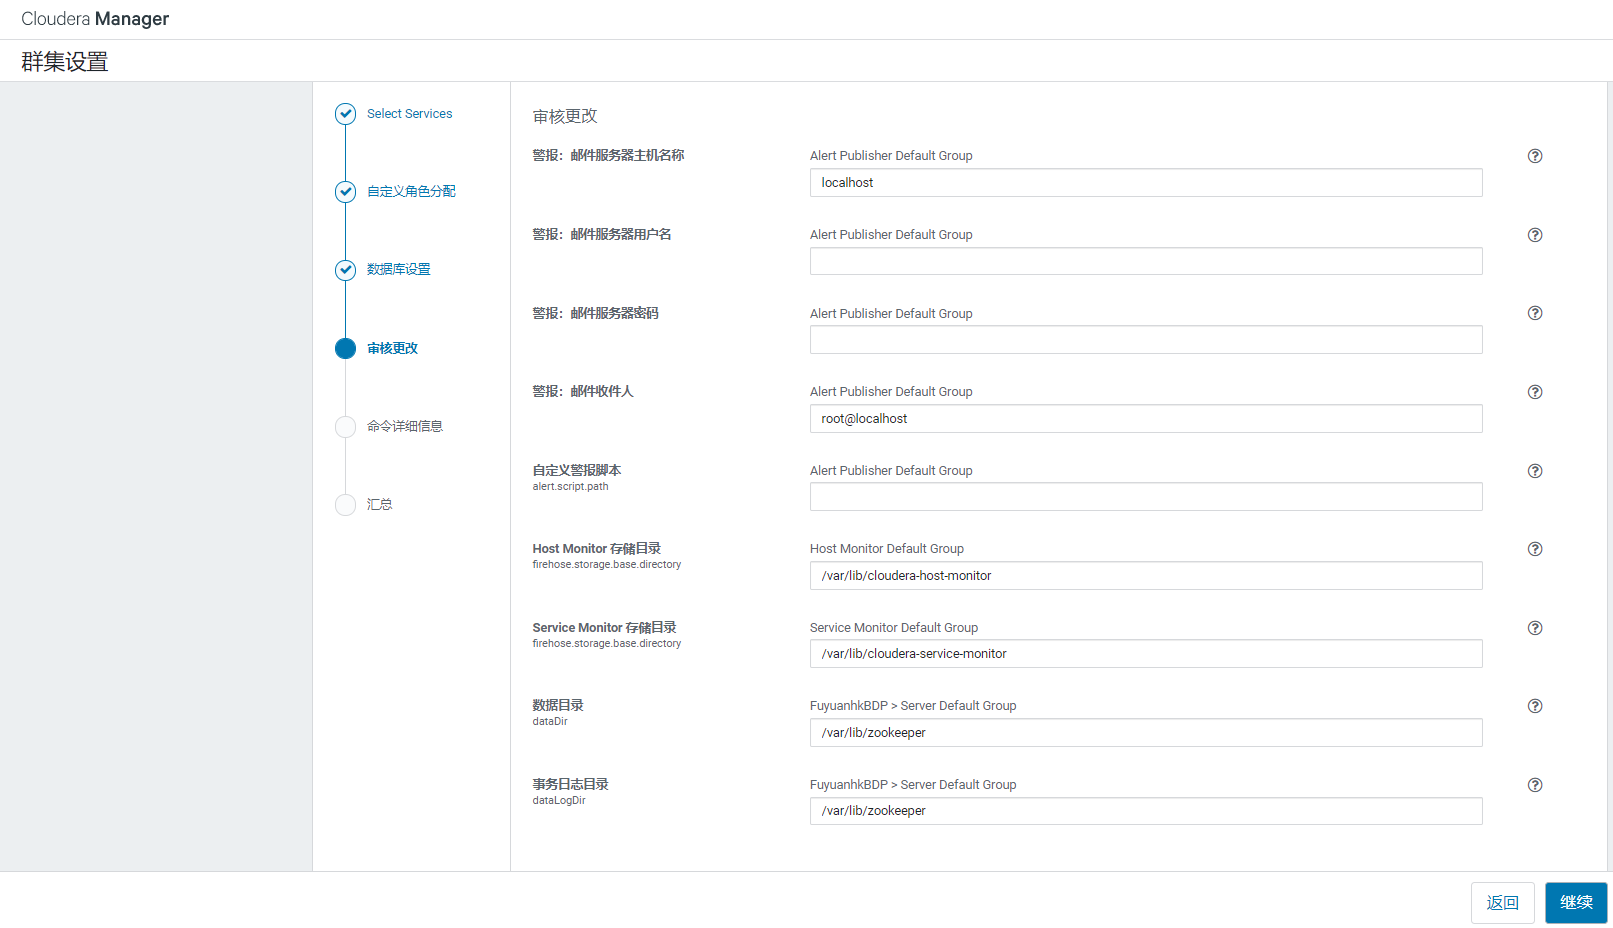 Cloudera Manager
群集设置
Select Services
自定义角色分配
数据库设置
审核更改
命令详细信息
汇总
审核更改
警报：邮件服务器主机名称
Alert Publisher Default Group
localhost
警报：邮件服务器用户名
Alert Publisher Default Group
警报：邮件服务器密码
Alert Publisher Default Group
警报：邮件收件人
Alert Publisher Default Group
root@localhost
自定义警报脚本
alert.script.path
Alert Publisher Default Group
Host Monitor 存储目录
firehose.storage.base.directory
Host Monitor Default Group
/var/lib/cloudera-host-monitor
Service Monitor 存储目录
firehose.storage.base.directory
Service Monitor Default Group
/var/lib/cloudera-service-monitor
数据目录
dataDir
FuyuanhkBDP > Server Default Group
/var/lib/zookeeper
事务日志目录
dataLogDir
FuyuanhkBDP > Server Default Group
/var/lib/zookeeper
返回
继续